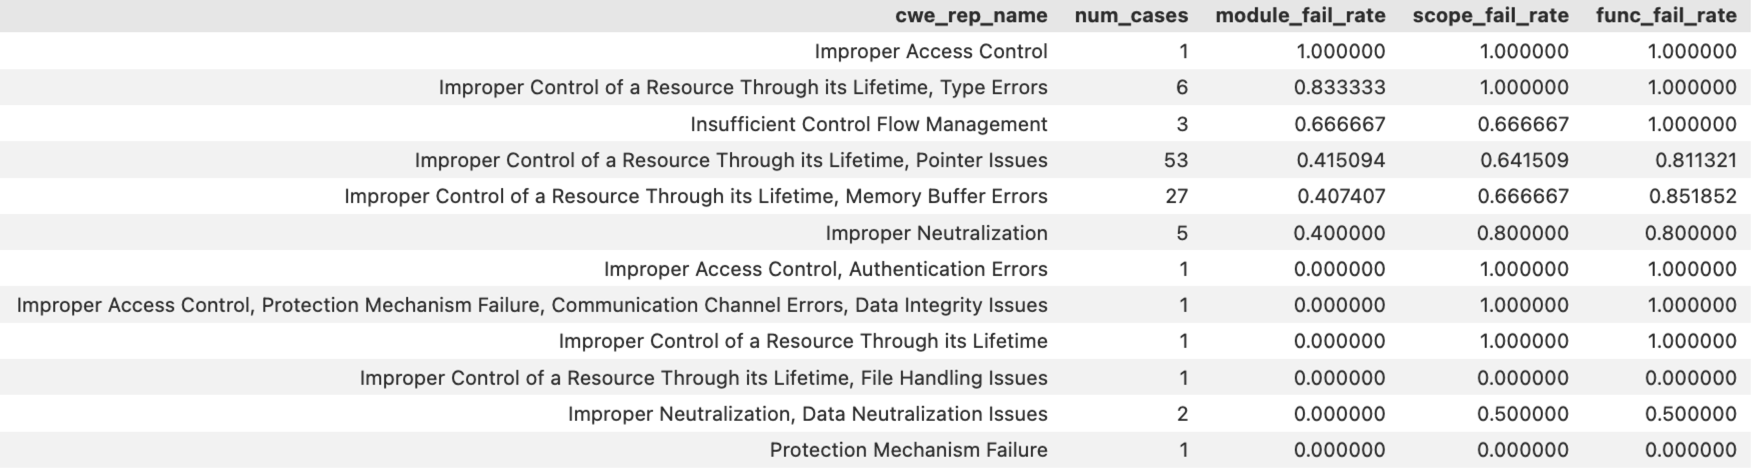 cwe_rep_name num_cases module_fail_rate scope_fail_rate func_fail_rate
Improper Access Control 1 1.000000 1.000000 1.000000
Improper Control of a Resource Through its Lifetime, Type Errors 6 0.833333 1.000000 1.000000
Insufficient Control Flow Management 3 0.666667 0.666667 1.000000
Improper Control of a Resource Through its Lifetime, Pointer Issues 53 0.415094 0.641509 0.811321
Improper Control of a Resource Through its Lifetime, Memory Buffer Errors 27 0.407407 0.666667 0.851852
Improper Neutralization 5 0.400000 0.800000 0.800000
Improper Access Control, Authentication Errors 1 0.000000 1.000000 1.000000
Improper Access Control, Protection Mechanism Failure, Communication Channel Errors, Data Integrity Issues 1 0.000000 1.000000 1.000000
Improper Control of a Resource Through its Lifetime 1 0.000000 1.000000 1.000000
Improper Control of a Resource Through its Lifetime, File Handling Issues 1 0.000000 0.000000 0.000000
Improper Neutralization, Data Neutralization Issues 2 0.000000 0.500000 0.500000
Protection Mechanism Failure 1 0.000000 0.000000 0.000000